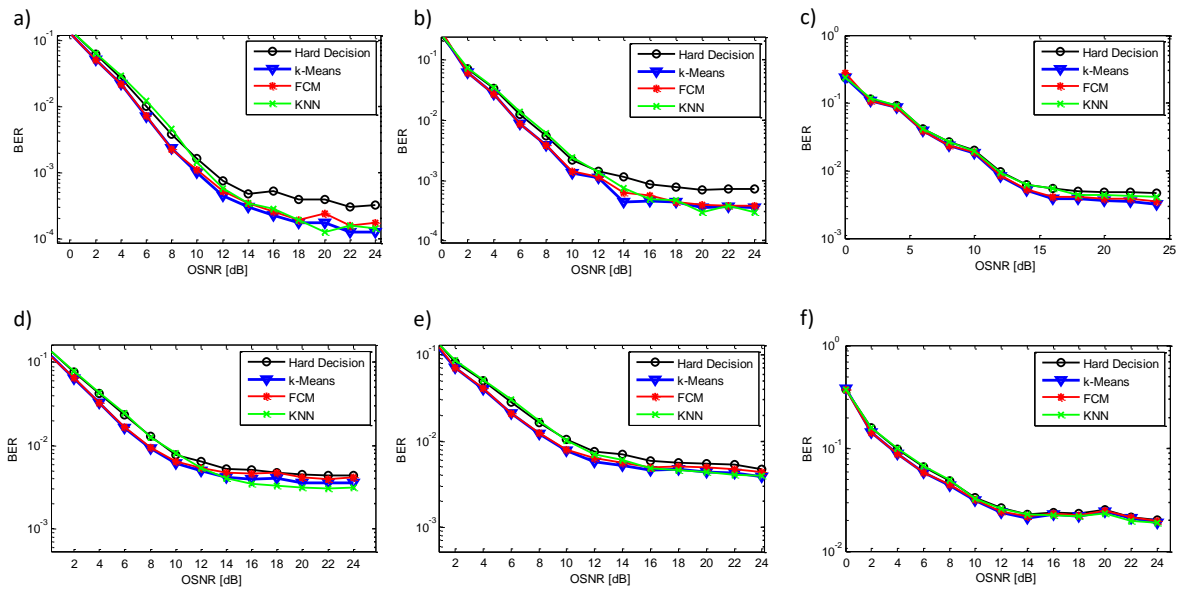 a)
10^-1
10^-2
10^-3
10^-4
BER
0 2 4 6 8 10 12 14 16 18 20 22 24
OSNR [dB]
Hard Decision
k-Means
FCM
KNN
b)
10^-1
10^-2
10^-3
10^-4
BER
0 2 4 6 8 10 12 14 16 18 20 22 24
OSNR [dB]
Hard Decision
k-Means
FCM
KNN
c)
10^0
10^-1
10^-2
10^-3
BER
0 5 10 15 20 25
OSNR [dB]
Hard Decision
k-Means
FCM
KNN
d)
10^-1
10^-2
10^-3
BER
2 4 6 8 10 12 14 16 18 20 22 24
OSNR [dB]
Hard Decision
k-Means
FCM
KNN
e)
10^-1
10^-2
10^-3
BER
2 4 6 8 10 12 14 16 18 20 22 24
OSNR [dB]
Hard Decision
k-Means
FCM
KNN
f)
10^0
10^-1
10^-2
BER
0 2 4 6 8 10 12 14 16 18 20 22 24
OSNR [dB]
Hard Decision
k-Means
FCM
KNN